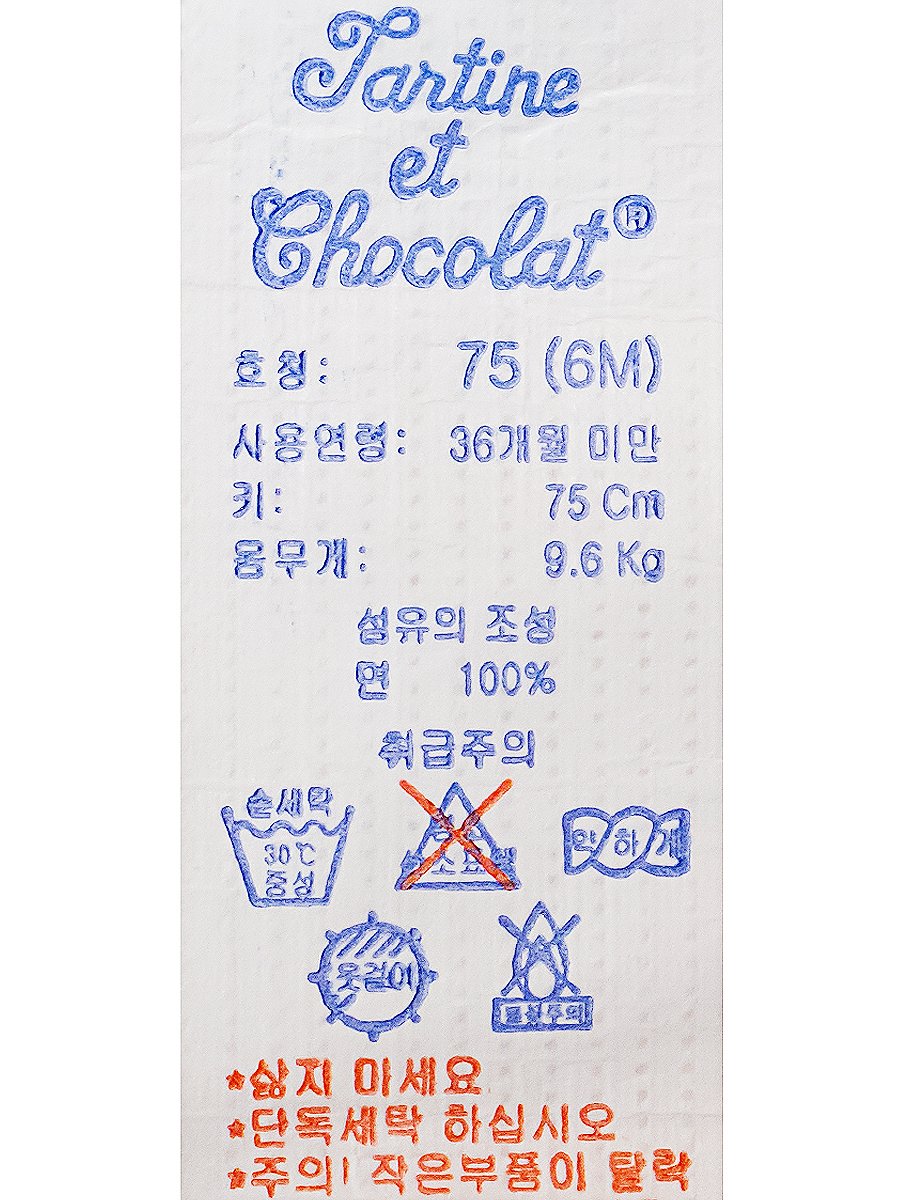 Tartine
et
Chocolat®
호칭: 75 (6M)
사용연령: 36개월 미만
키: 75 Cm
몸무게: 9.6 Kg
섬유의 조성
면 100%
취급주의
손세탁
30℃
중성
약하게
옷걸이
*삶지 마세요
*단독세탁 하십시오
*주의! 작은부품이 탈락